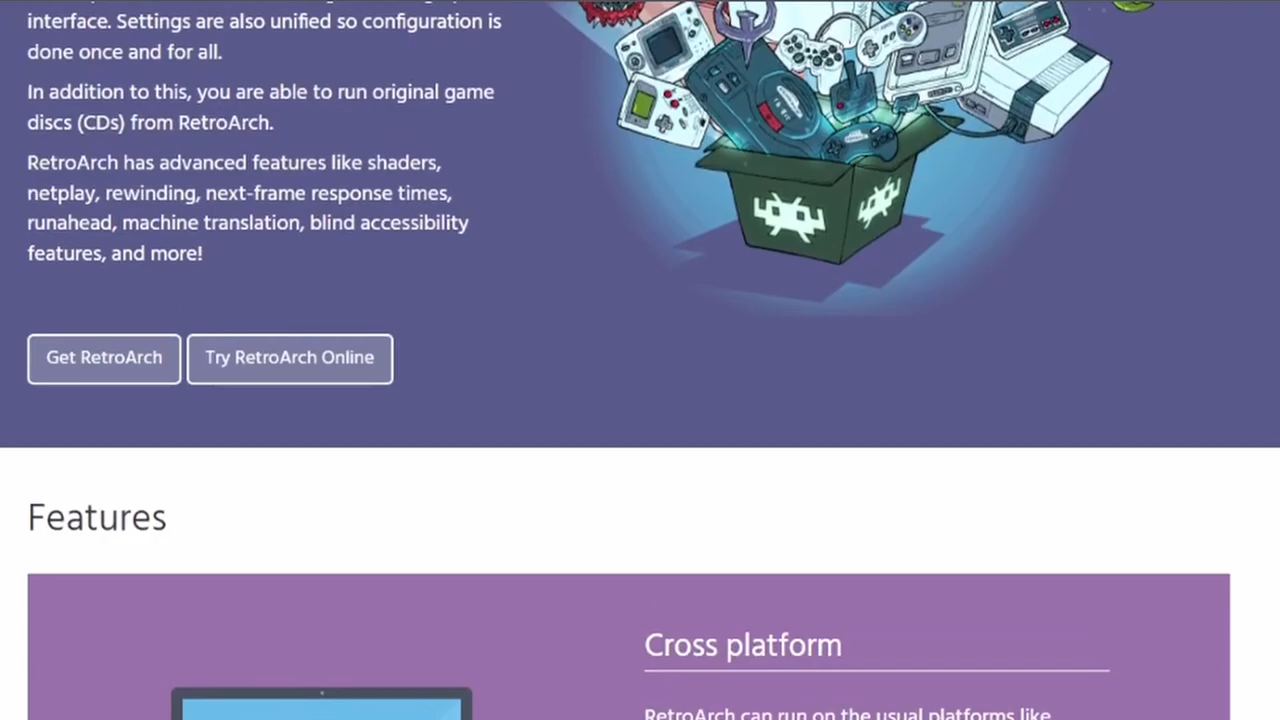 interface. Settings are also unified so configuration is
done once and for all.
In addition to this, you are able to run original game
discs (CDs) from RetroArch.
RetroArch has advanced features like shaders,
netplay, rewinding, next-frame response times,
runahead, machine translation, blind accessibility
features, and more!
16-BIT
Get RetroArch
Try RetroArch Online
Features
Cross platform
RetroArch can run on the usual platforms like